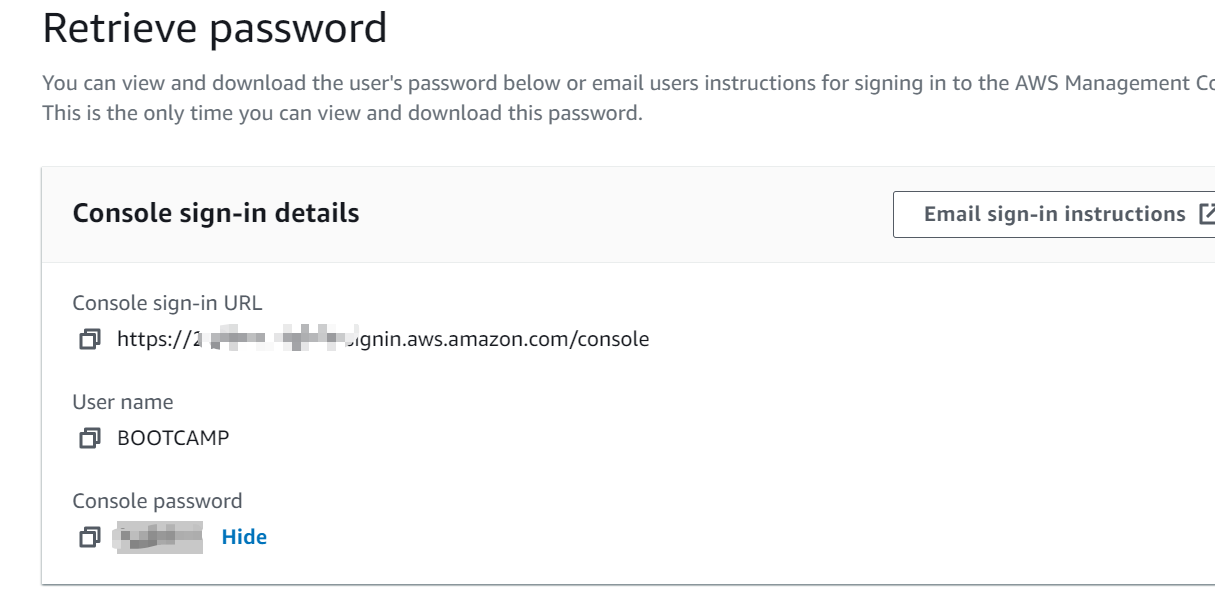 Retrieve password
You can view and download the user's password below or email users instructions for signing in to the AWS Management Co
This is the only time you can view and download this password.
Console sign-in details
Email sign-in instructions
Console sign-in URL
https://2 signin.aws.amazon.com/console
User name
BOOTCAMP
Console password
Hide